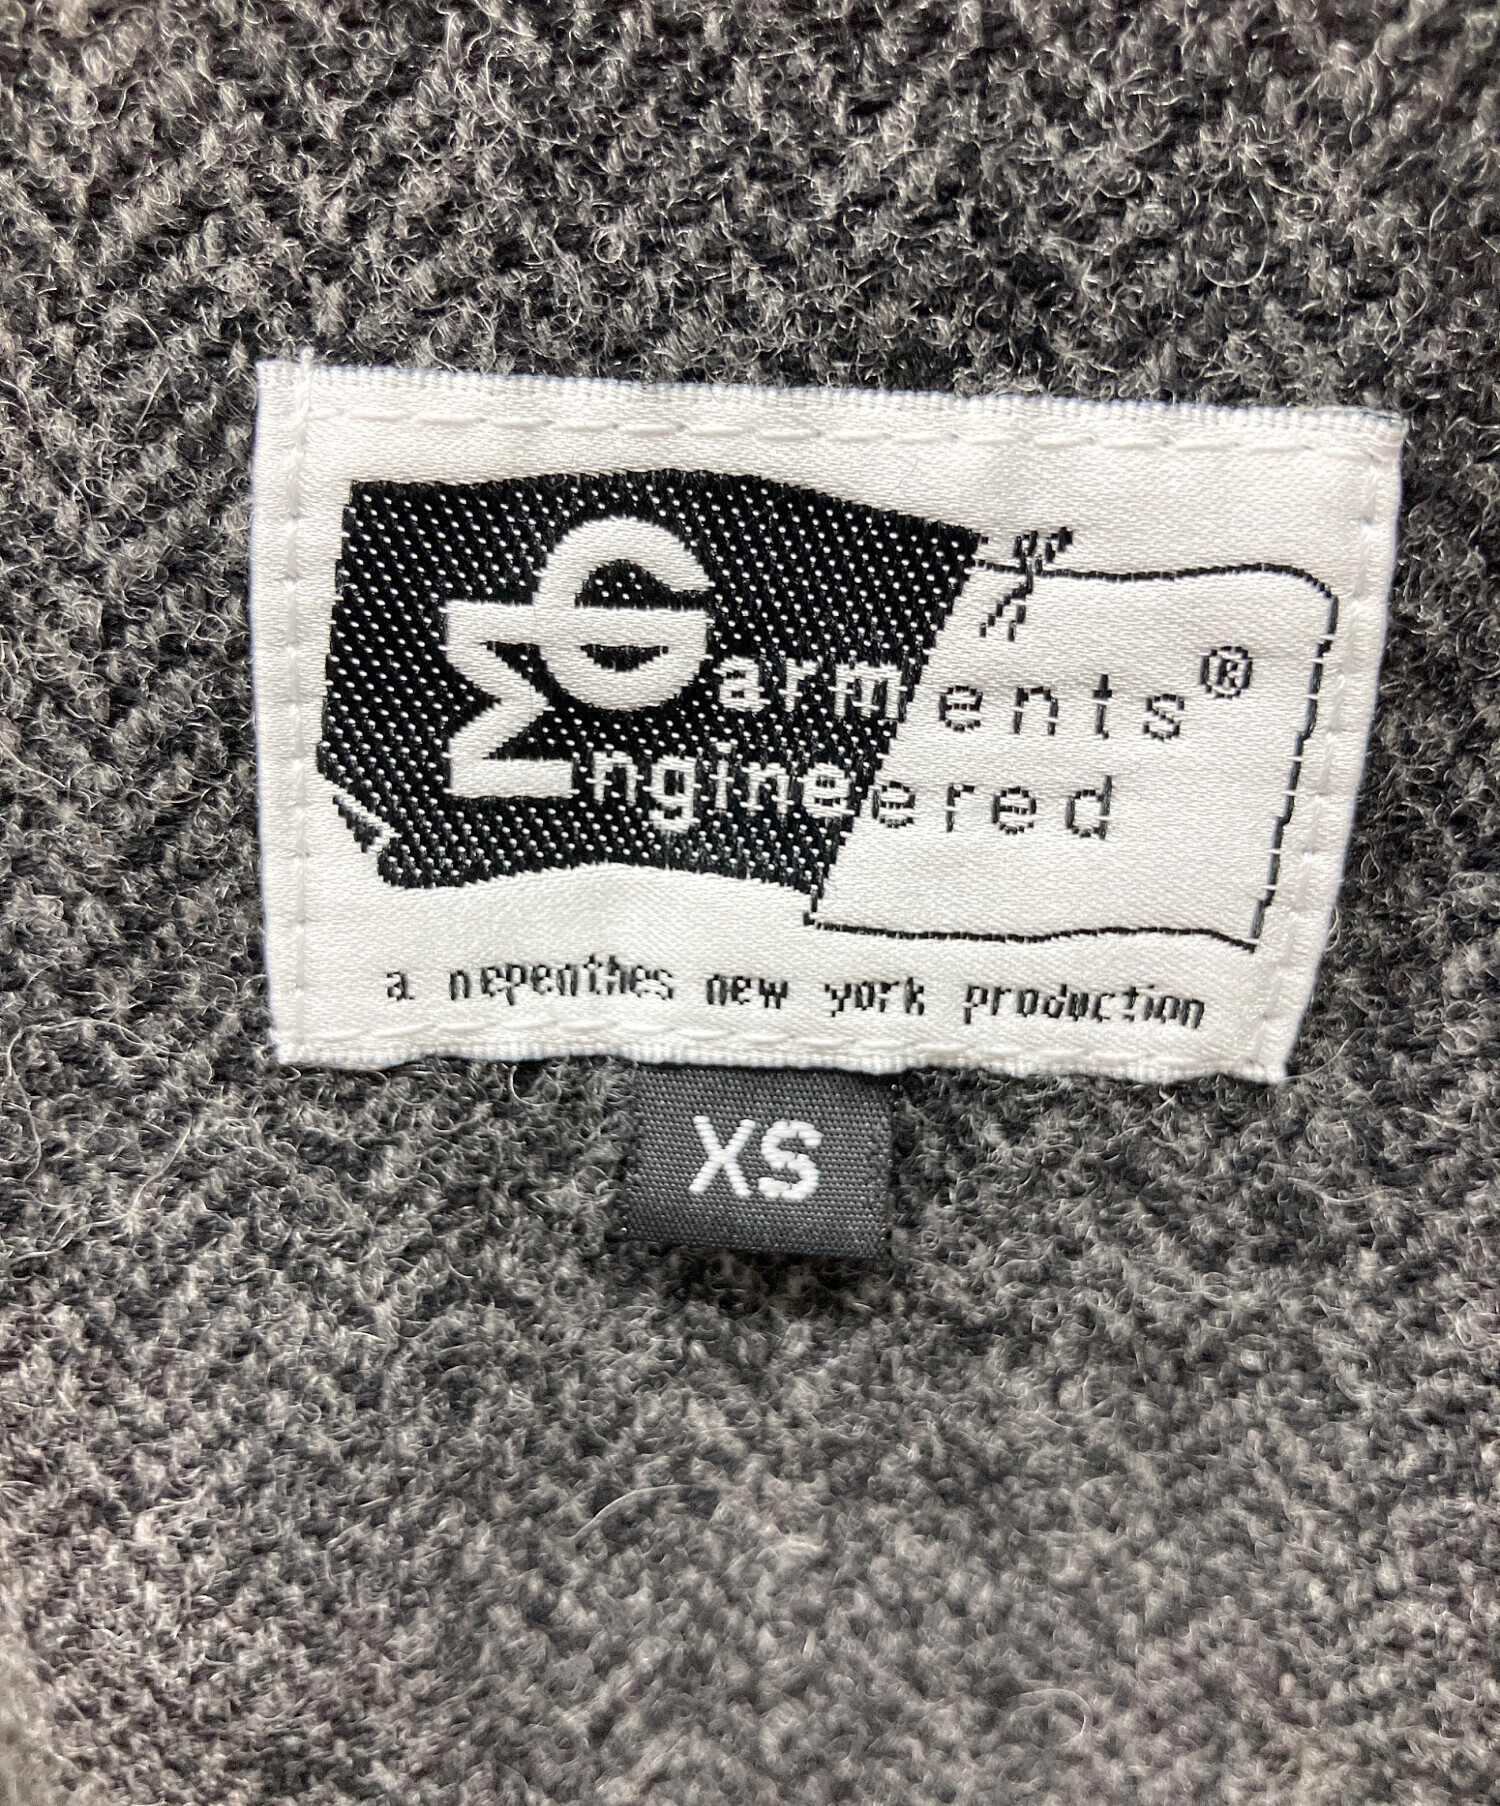 Engineered
Garments®
a nepenthes new york production
XS